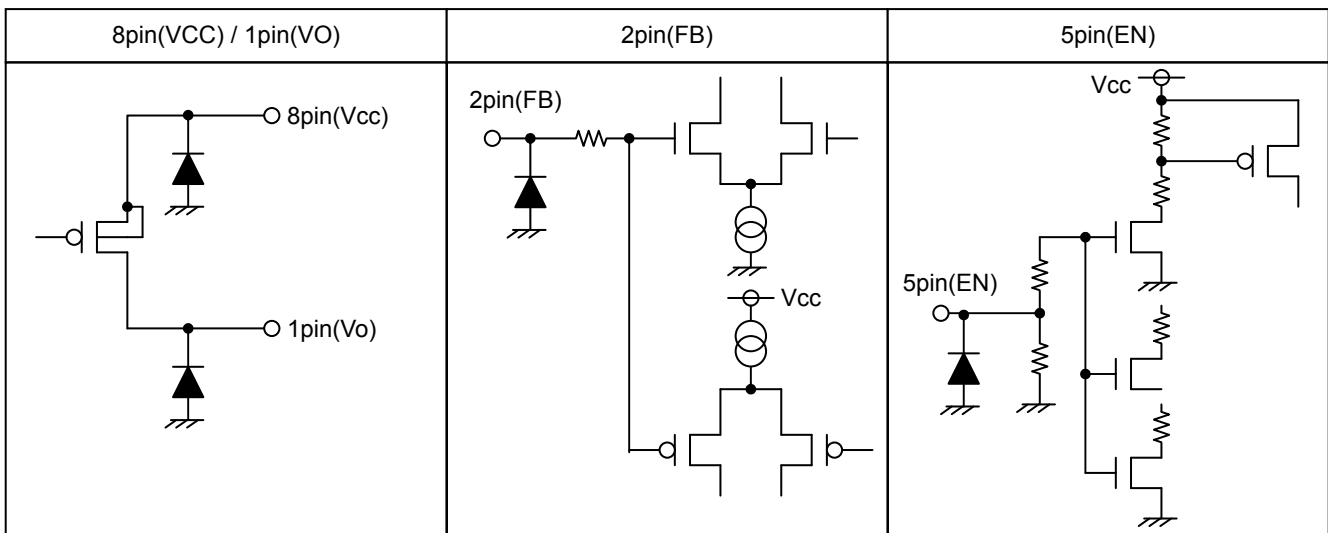 8pin(VCC) / 1pin(VO)
8pin(Vcc)
1pin(Vo)
2pin(FB)
2pin(FB)
Vcc
5pin(EN)
Vcc
5pin(EN)